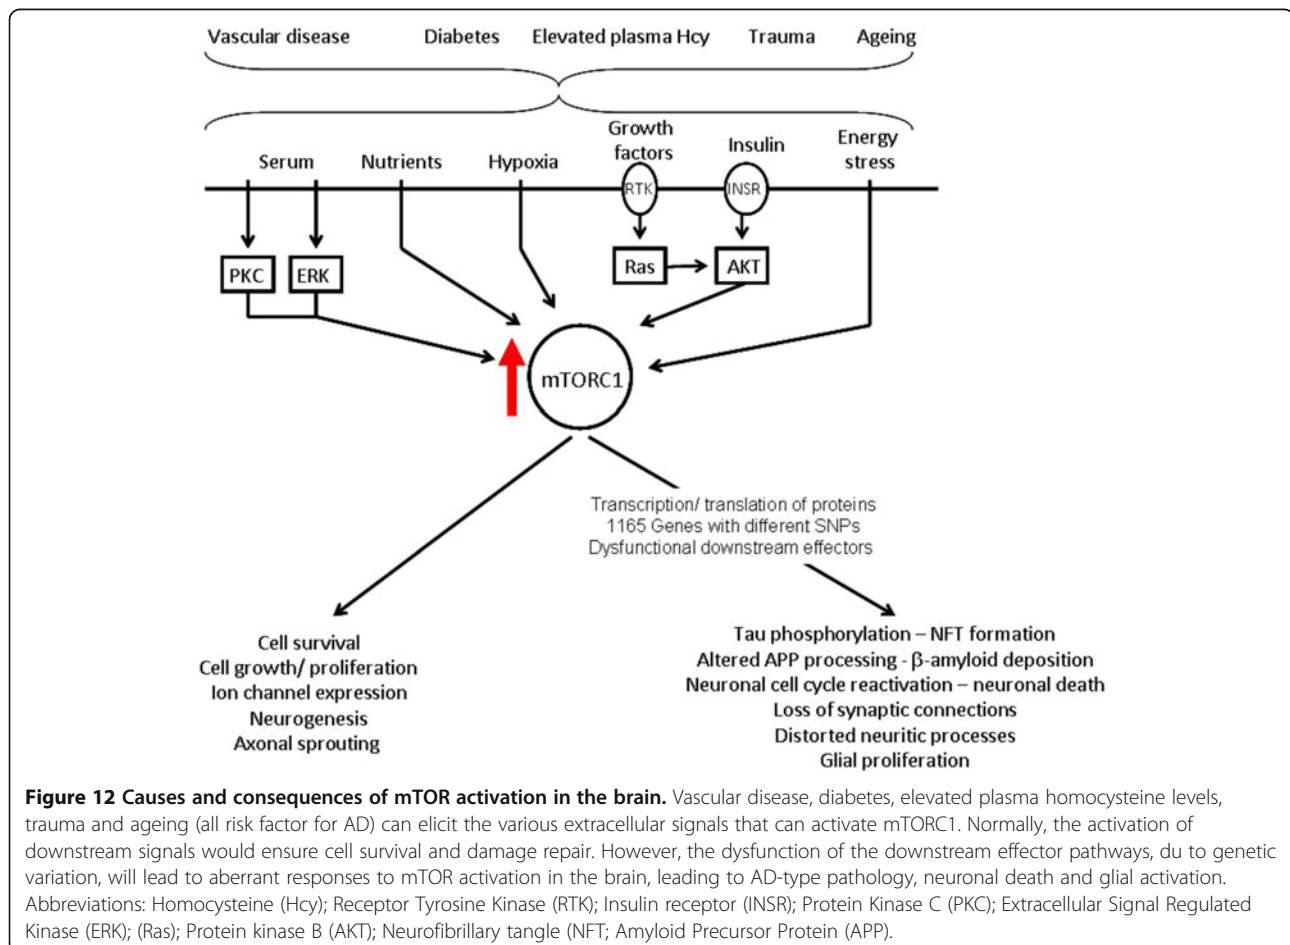 Vascular disease Diabetes Elevated plasma Hcy Trauma Ageing
Serum Nutrients Hypoxia Growth factors Insulin Energy stress
RTK INSR
PKC ERK Ras AKT
mTORC1
Transcription/ translation of proteins
1165 Genes with different SNPs
Dysfunctional downstream effectors
Cell survival
Cell growth/ proliferation
Ion channel expression
Neurogenesis
Axonal sprouting
Tau phosphorylation – NFT formation
Altered APP processing - β-amyloid deposition
Neuronal cell cycle reactivation – neuronal death
Loss of synaptic connections
Distorted neuritic processes
Glial proliferation
Figure 12 Causes and consequences of mTOR activation in the brain. Vascular disease, diabetes, elevated plasma homocysteine levels,
trauma and ageing (all risk factor for AD) can elicit the various extracellular signals that can activate mTORC1. Normally, the activation of
downstream signals would ensure cell survival and damage repair. However, the dysfunction of the downstream effector pathways, du to genetic
variation, will lead to aberrant responses to mTOR activation in the brain, leading to AD-type pathology, neuronal death and glial activation.
Abbreviations: Homocysteine (Hcy); Receptor Tyrosine Kinase (RTK); Insulin receptor (INSR); Protein Kinase C (PKC); Extracellular Signal Regulated
Kinase (ERK); (Ras); Protein kinase B (AKT); Neurofibrillary tangle (NFT; Amyloid Precursor Protein (APP).